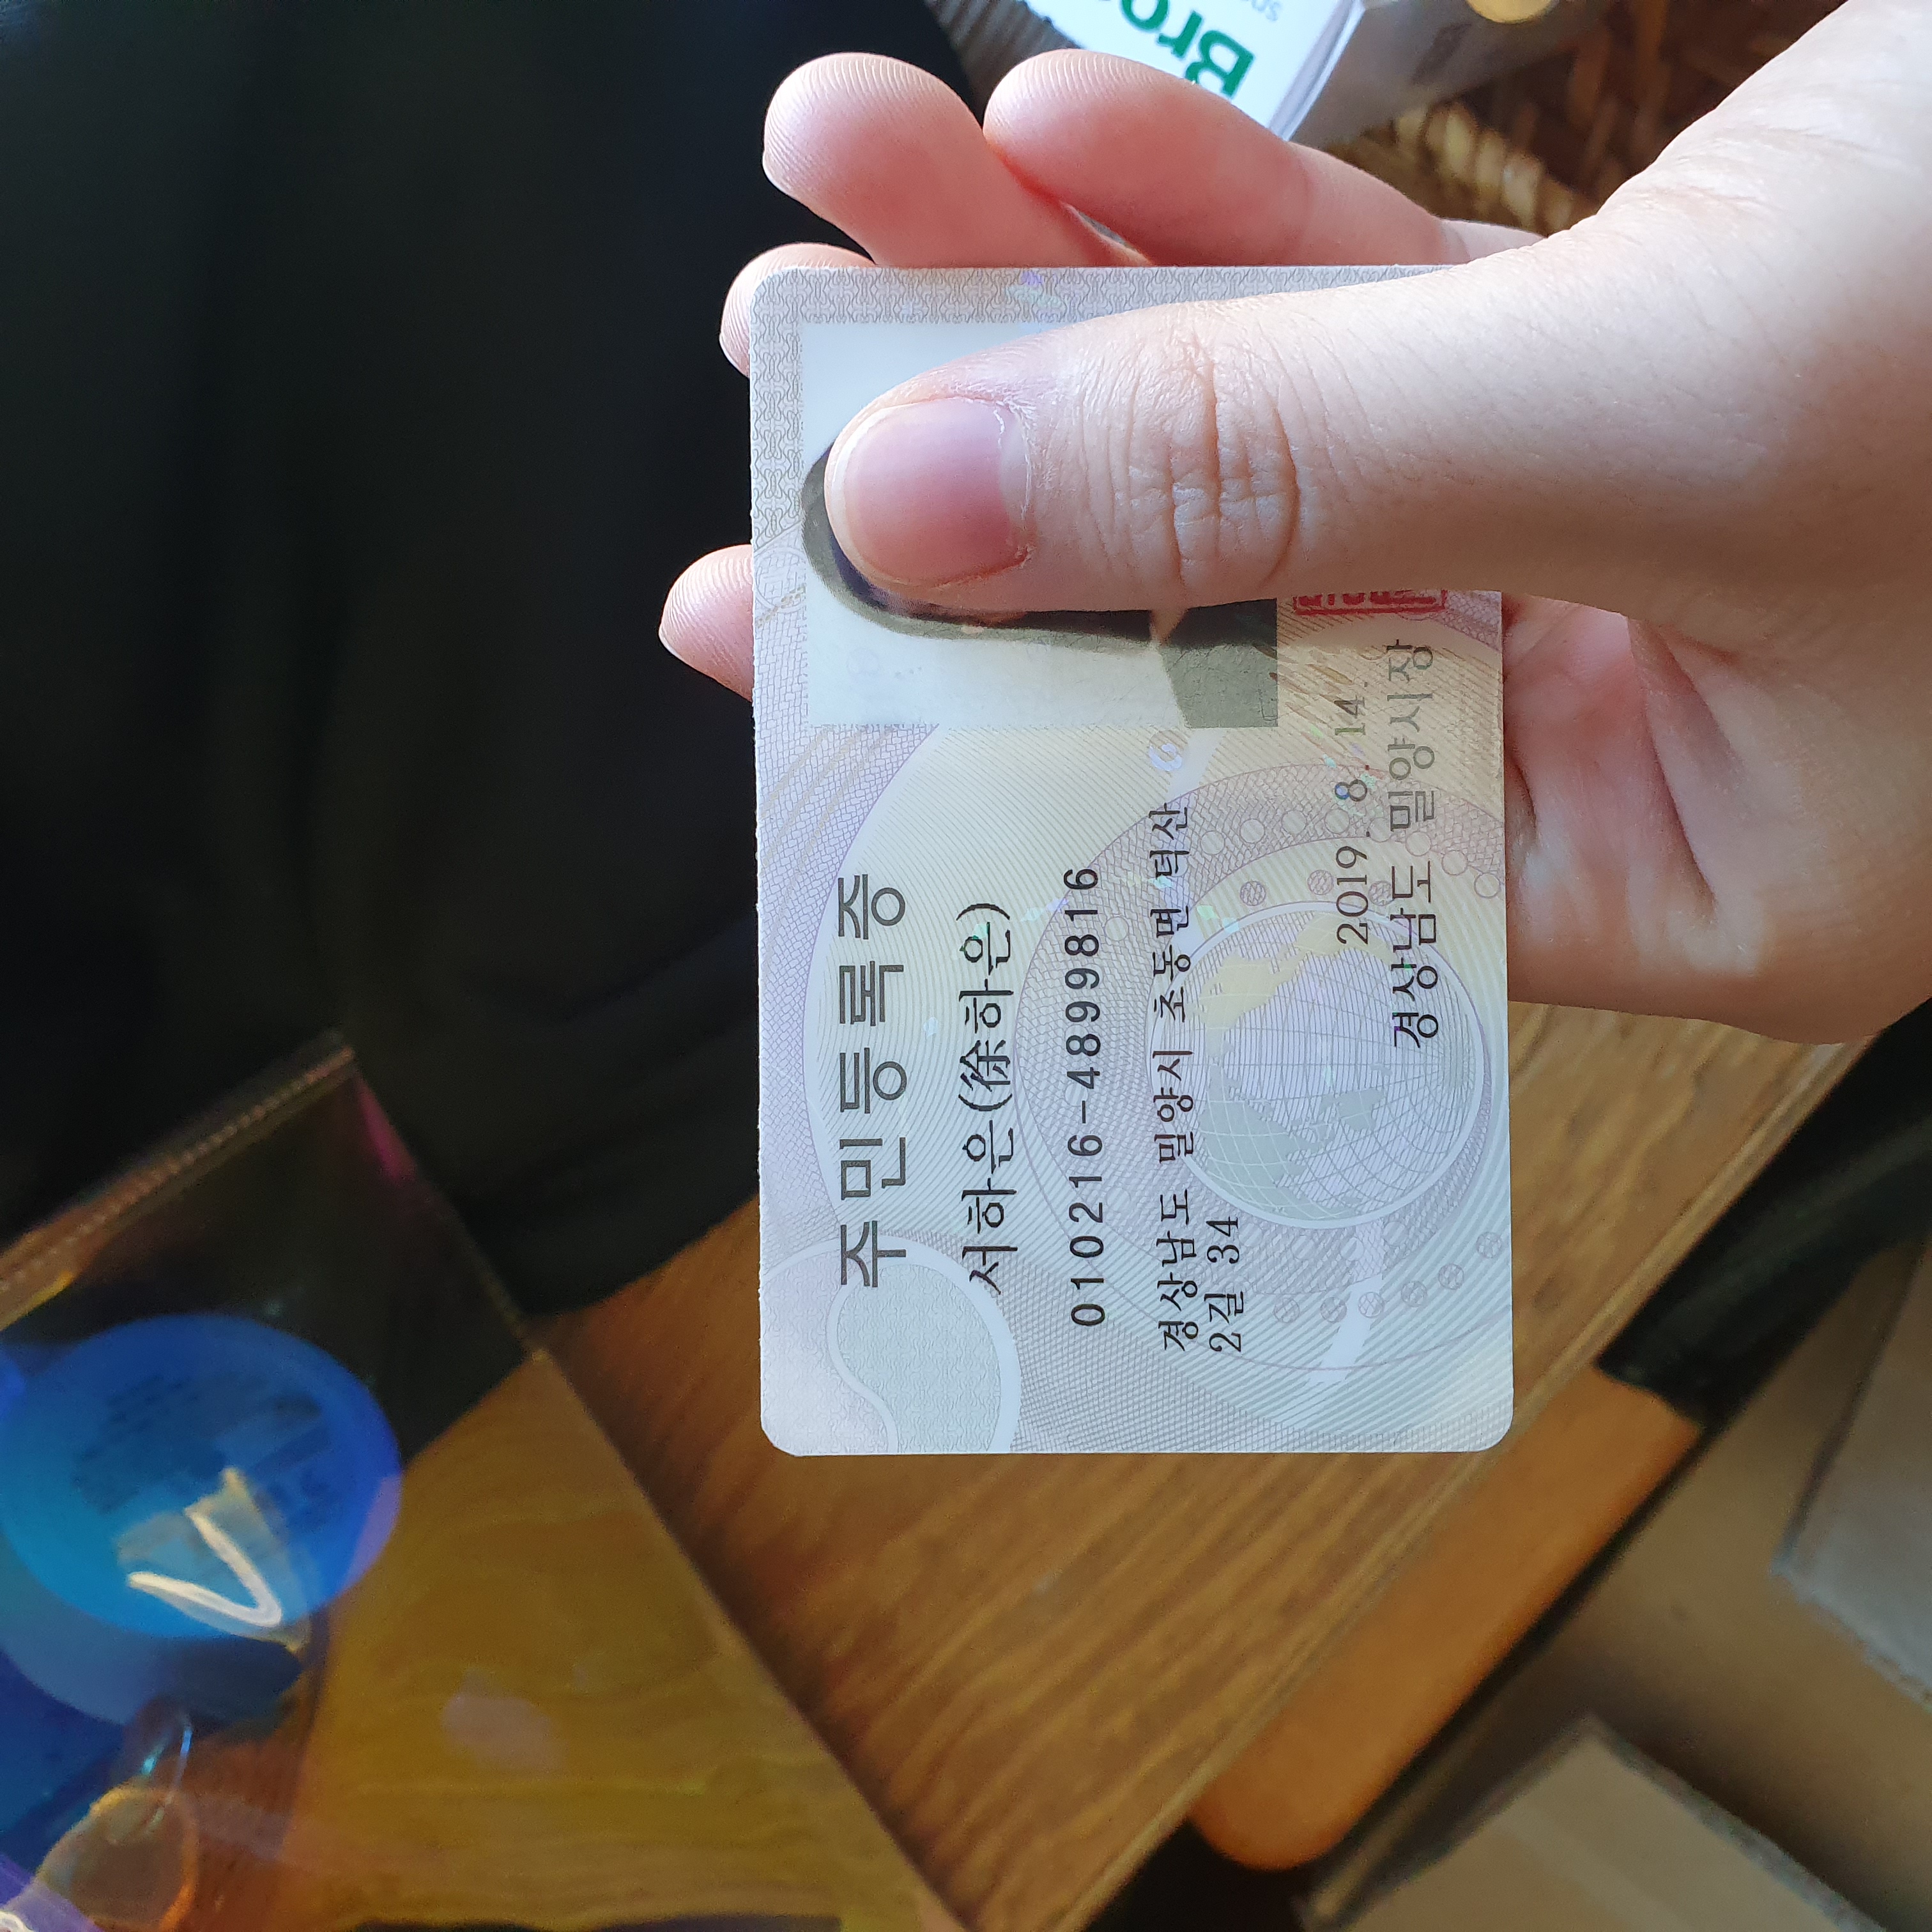 주민등록증
서하은(徐하은)
010216-4899816
경상남도 밀양시 초동면 덕산
2길 34
2019.8.14.
경상남도 밀양시장